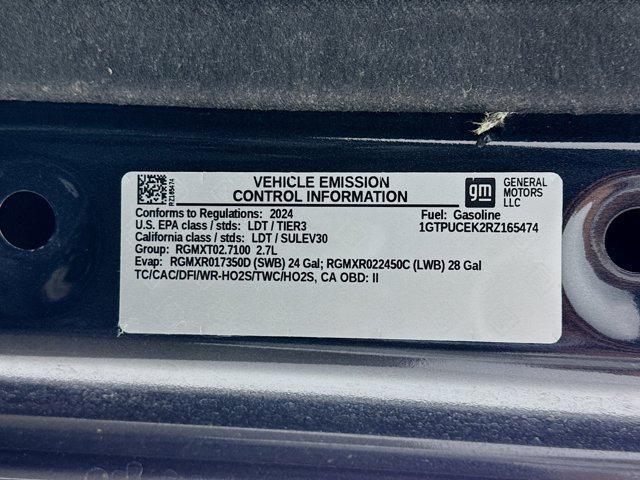 RZ165474
VEHICLE EMISSION
CONTROL INFORMATION
gm
GENERAL
MOTORS
LLC
Conforms to Regulations: 2024
Fuel: Gasoline
U.S. EPA class / stds: LDT / TIER3
1GTPUCEK2RZ165474
California class / stds: LDT / SULEV30
Group: RGMXT02.7100 2.7L
Evap: RGMXR017350D (SWB) 24 Gal; RGMXR022450C (LWB) 28 Gal
TC/CAC/DFI/WR-HO2S/TWC/HO2S, CA OBD: II